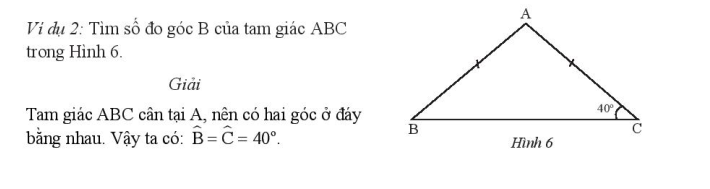 Ví dụ 2: Tìm số đo góc B của tam giác ABC
trong Hình 6.
Giải
Tam giác ABC cân tại A, nên có hai góc ở đáy
bằng nhau. Vậy ta có: B̂ = Ĉ = 40°.
A
40°
B
C
Hình 6